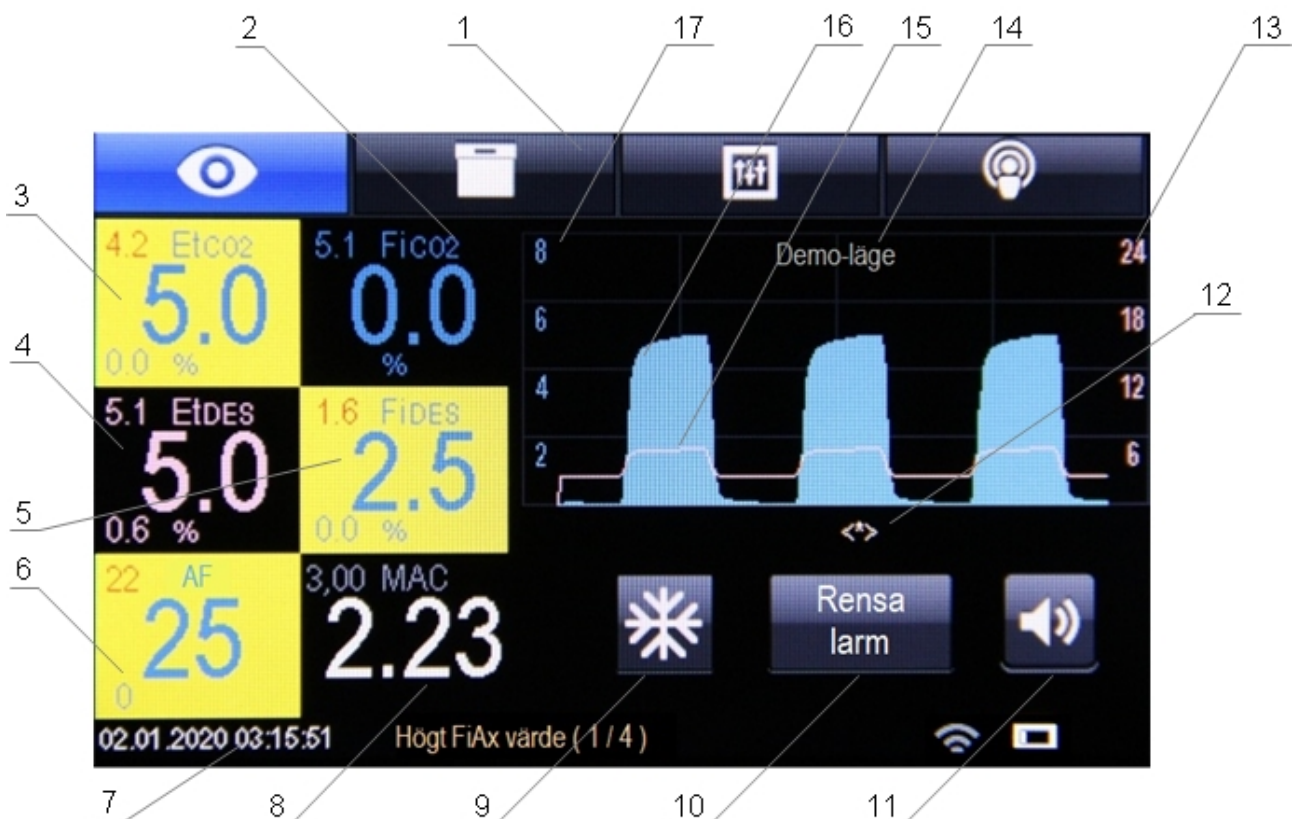 2 1 17 16 15 14 13
3
4.2 EtCO2 5.1 FiCO2
5.0 0.0
0.0 % %
4
5.1 EtDES 1.6 FiDES
5.0 2.5
0.6 % 0.0 %
5
6
22 AF 3,00 MAC
25 2.23
0
8 Demo-läge 24
6 18
4 12
2 6
12
<*>
Rensa
larm
02.01.2020 03:15:51 Högt FiAx värde ( 1 / 4 )
7 8 9 10 11